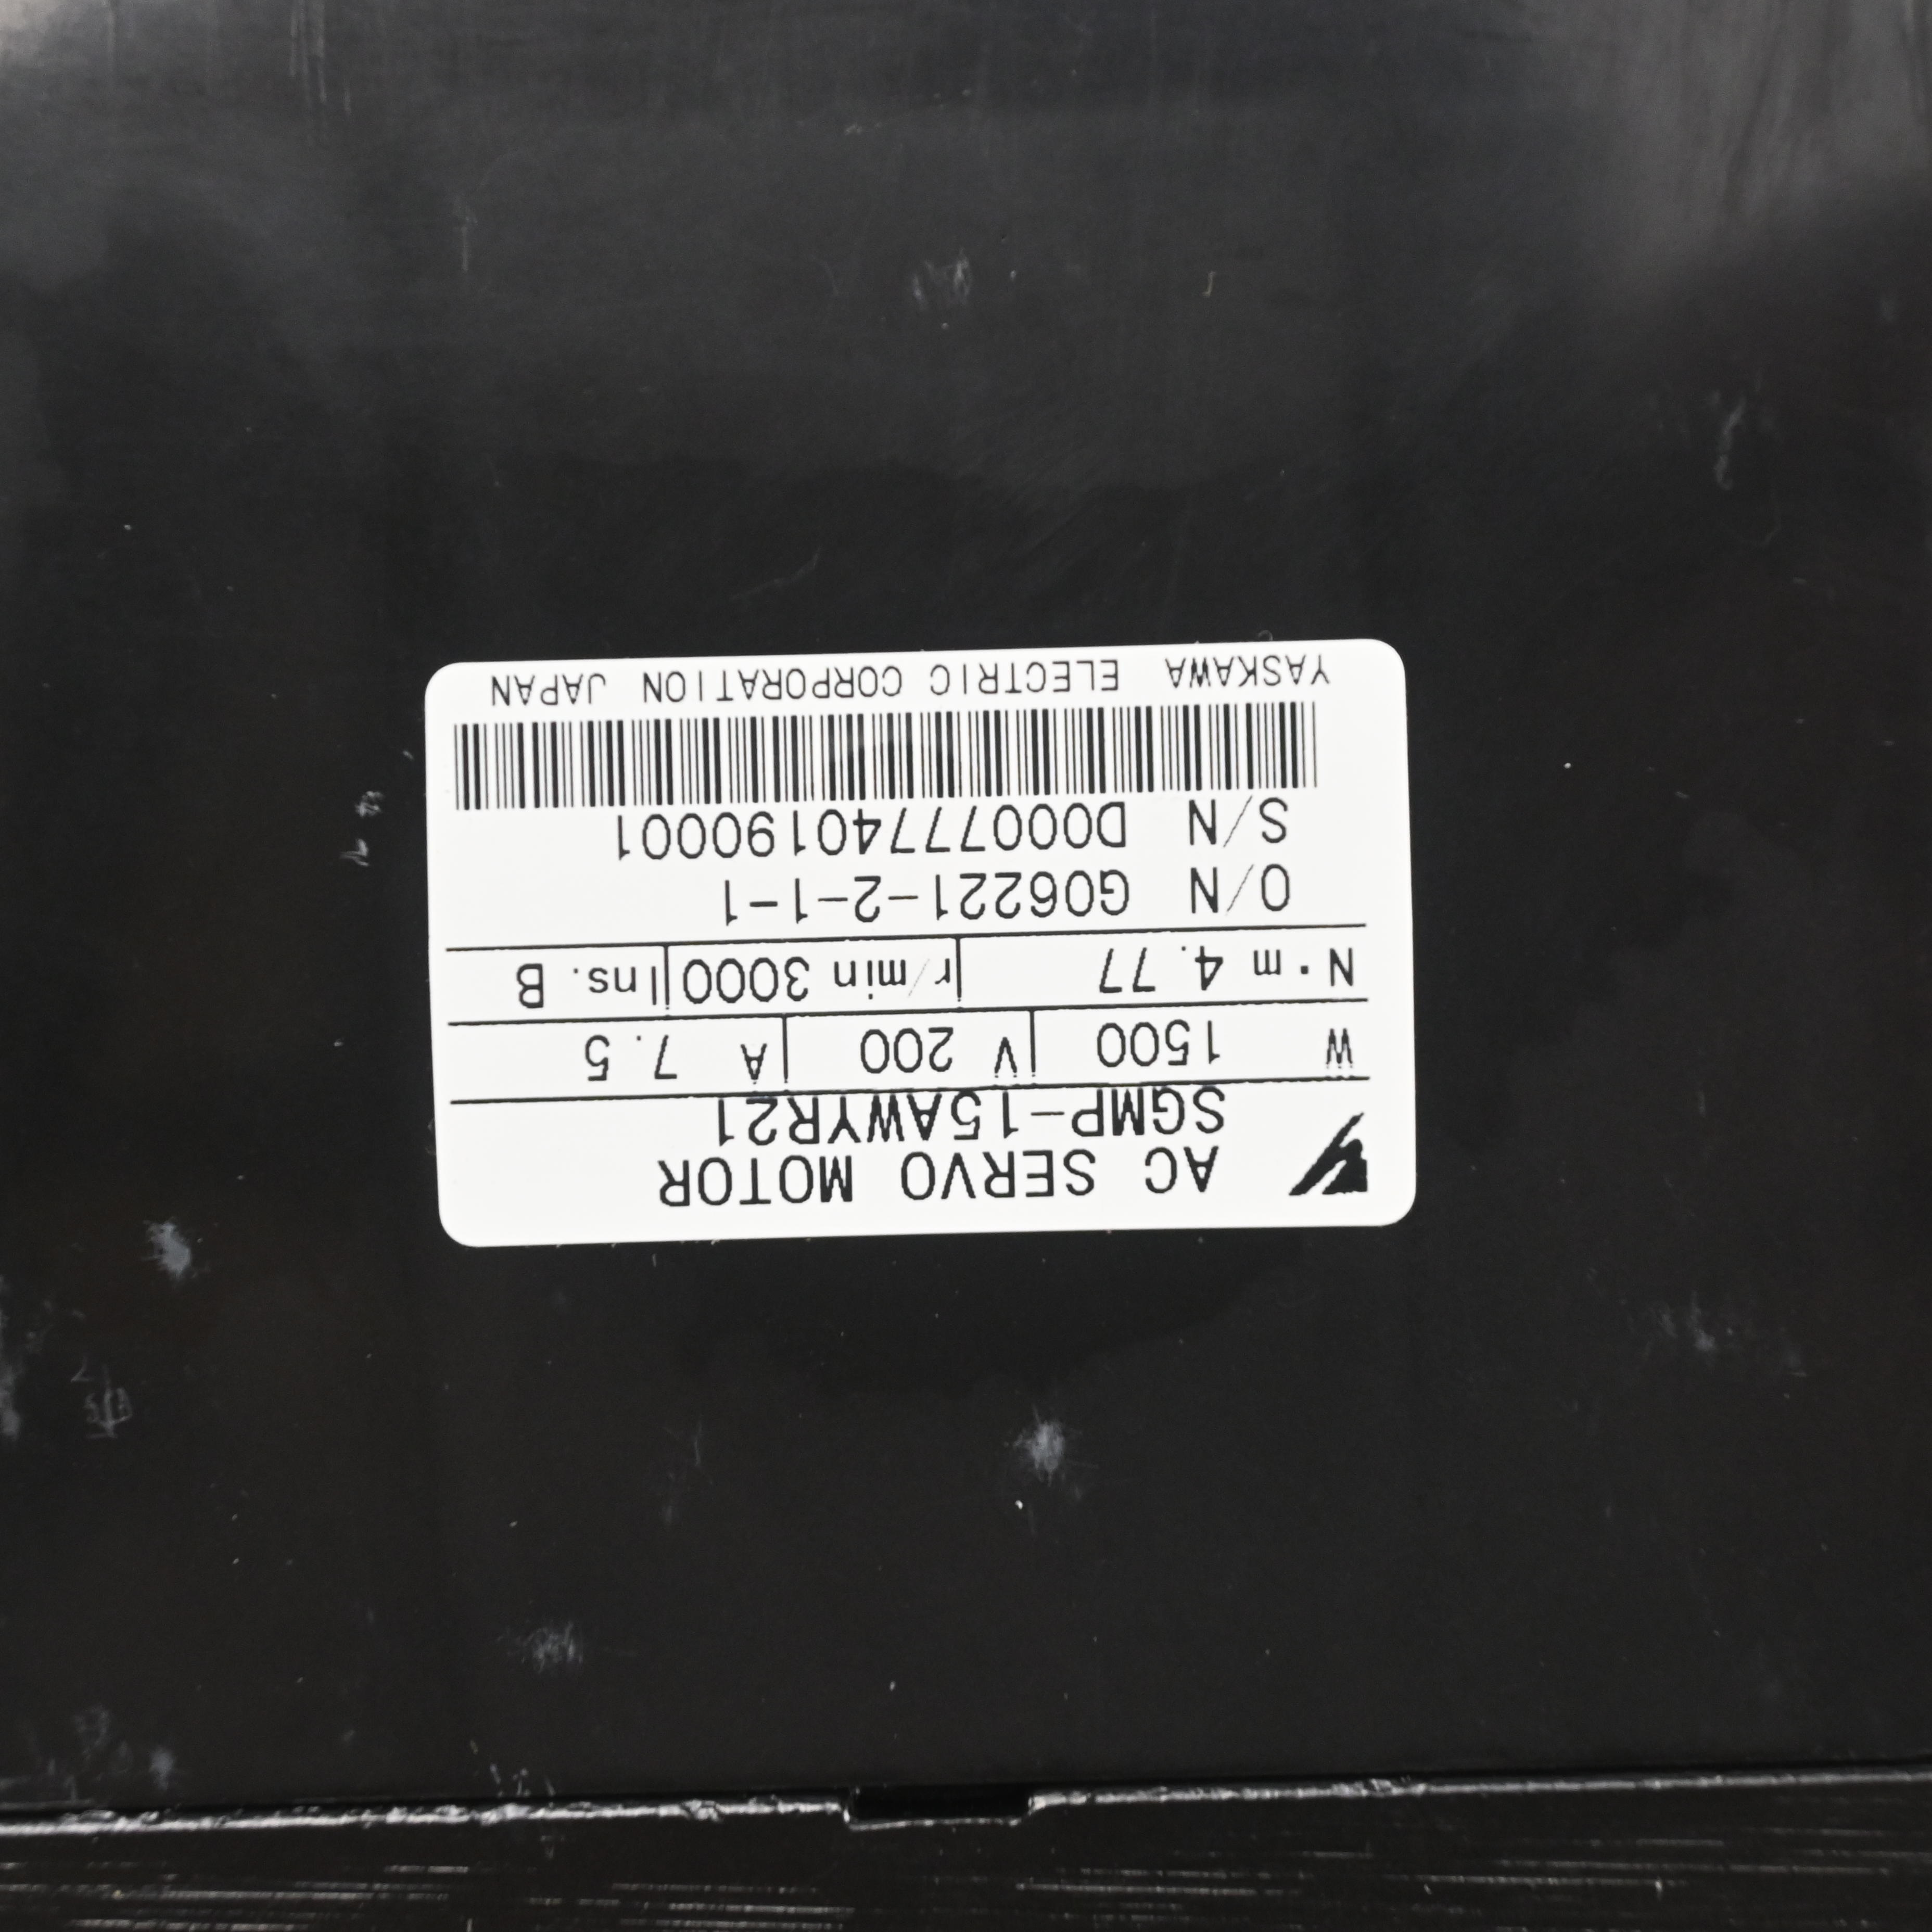 AC SERVO MOTOR
SGMP-15AWYR21
W 1500 V 200 A 7.5
N·m 4.77 r/min 3000 Ins. B
O/N G06221-2-1-1
S/N D000777740190001
YASKAWA ELECTRIC CORPORATION JAPAN